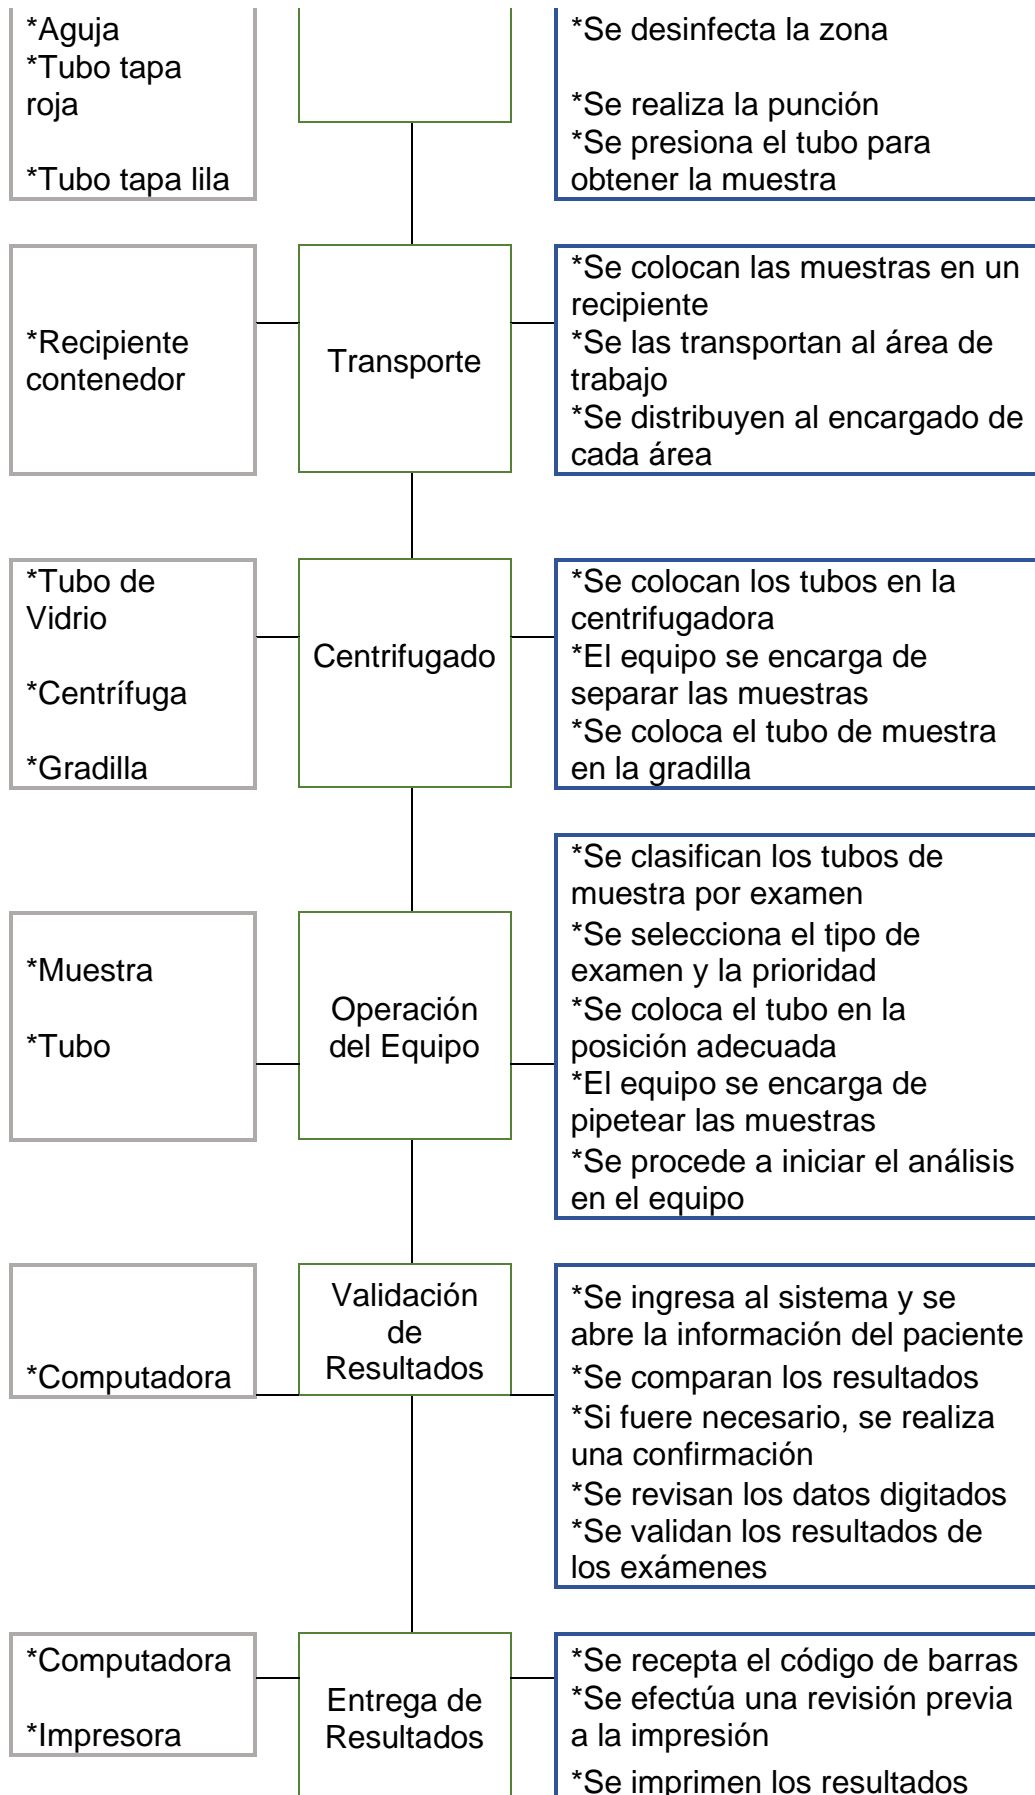 *Aguja
*Tubo tapa
roja
*Tubo tapa lila
*Se desinfecta la zona
*Se realiza la punción
*Se presiona el tubo para
obtener la muestra
*Recipiente
contenedor
Transporte
*Se colocan las muestras en un
recipiente
*Se las transportan al área de
trabajo
*Se distribuyen al encargado de
cada área
*Tubo de
Vidrio
*Centrífuga
*Gradilla
Centrifugado
*Se colocan los tubos en la
centrifugadora
*El equipo se encarga de
separar las muestras
*Se coloca el tubo de muestra
en la gradilla
*Muestra
*Tubo
Operación
del Equipo
*Se clasifican los tubos de
muestra por examen
*Se selecciona el tipo de
examen y la prioridad
*Se coloca el tubo en la
posición adecuada
*El equipo se encarga de
pipetear las muestras
*Se procede a iniciar el análisis
en el equipo
*Computadora
Validación
de
Resultados
*Se ingresa al sistema y se
abre la información del paciente
*Se comparan los resultados
*Si fuere necesario, se realiza
una confirmación
*Se revisan los datos digitados
*Se validan los resultados de
los exámenes
*Computadora
*Impresora
Entrega de
Resultados
*Se recepta el código de barras
*Se efectúa una revisión previa
a la impresión
*Se imprimen los resultados